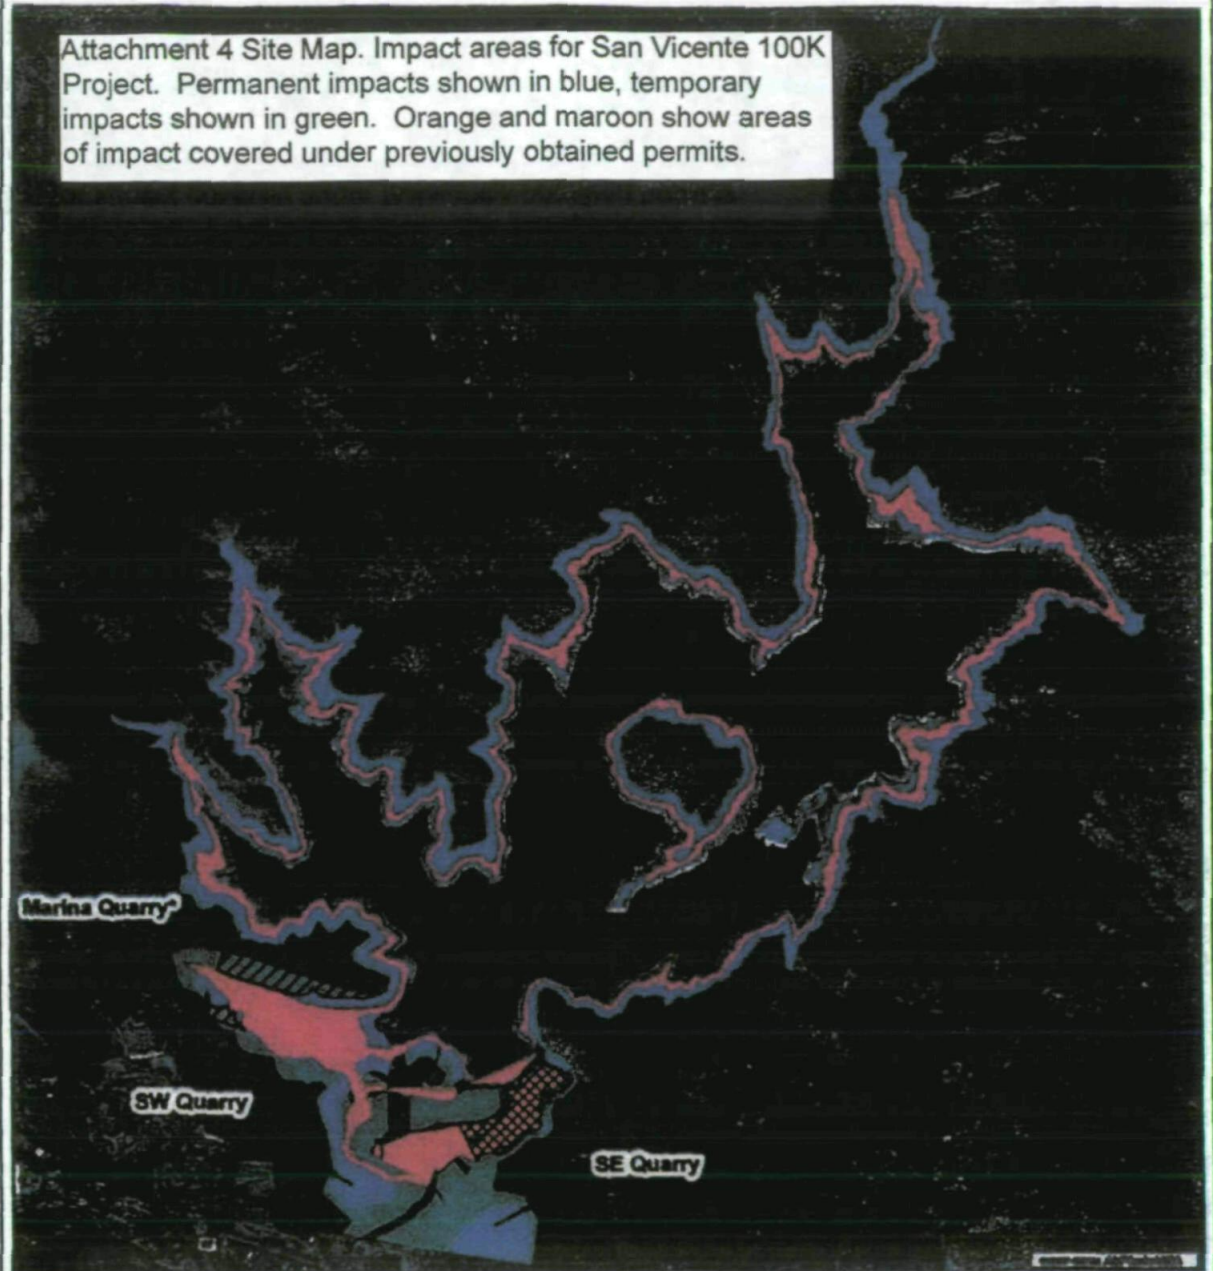 Attachment 4 Site Map. Impact areas for San Vicente 100K
Project. Permanent impacts shown in blue, temporary
impacts shown in green. Orange and maroon show areas
of impact covered under previously obtained permits.
Marina Quarry*
SW Quarry
SE Quarry